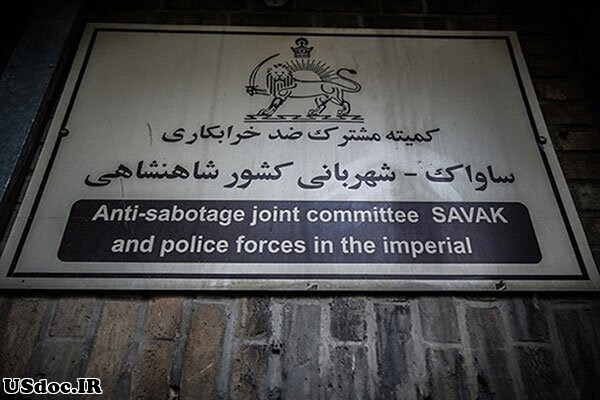 کمیته مشترک ضد خرابکاری
ساواک - شهربانی کشور شاهنشاهی
Anti-sabotage joint committee SAVAK
and police forces in the imperial
USdoc.IR